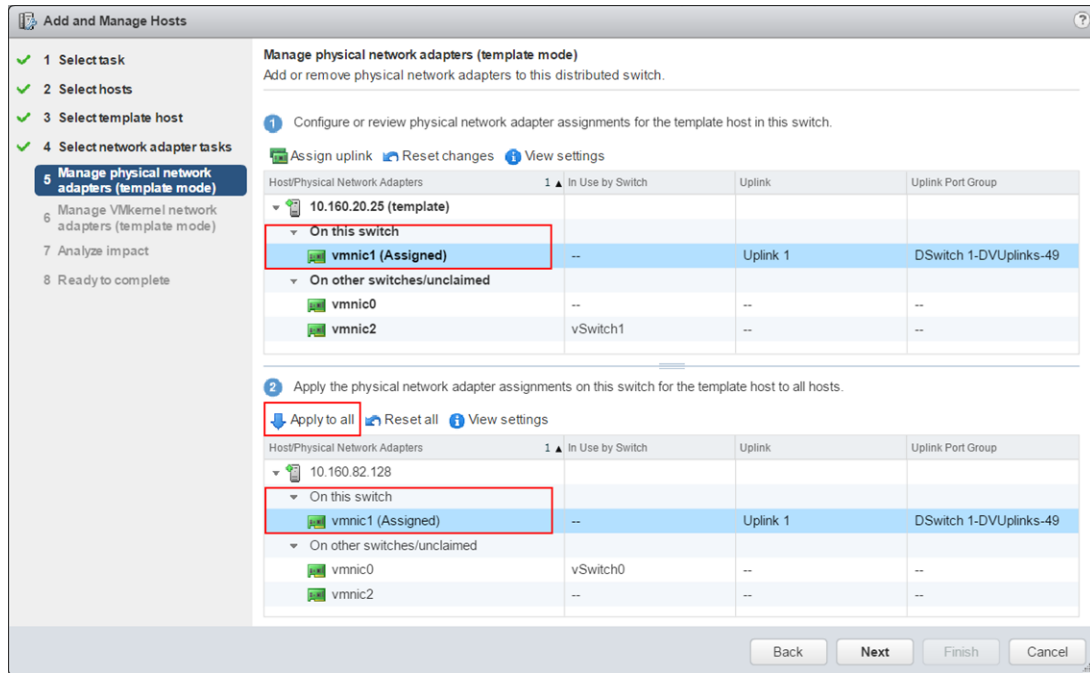 Add and Manage Hosts
?
1 Select task
2 Select hosts
3 Select template host
4 Select network adapter tasks
5 Manage physical network
adapters (template mode)
6 Manage VMkernel network
adapters (template mode)
7 Analyze impact
8 Ready to complete
Manage physical network adapters (template mode)
Add or remove physical network adapters to this distributed switch.
1 Configure or review physical network adapter assignments for the template host in this switch.
Assign uplink Reset changes View settings
Host/Physical Network Adapters 1 ▲ In Use by Switch Uplink Uplink Port Group
10.160.20.25 (template)
On this switch
vmnic1 (Assigned) -- Uplink 1 DSwitch 1-DVUplinks-49
On other switches/unclaimed
vmnic0 -- -- --
vmnic2 vSwitch1 -- --
2 Apply the physical network adapter assignments on this switch for the template host to all hosts.
Apply to all Reset all View settings
Host/Physical Network Adapters 1 ▲ In Use by Switch Uplink Uplink Port Group
10.160.82.128
On this switch
vmnic1 (Assigned) -- Uplink 1 DSwitch 1-DVUplinks-49
On other switches/unclaimed
vmnic0 vSwitch0 -- --
vmnic2 -- -- --
Back Next Finish Cancel